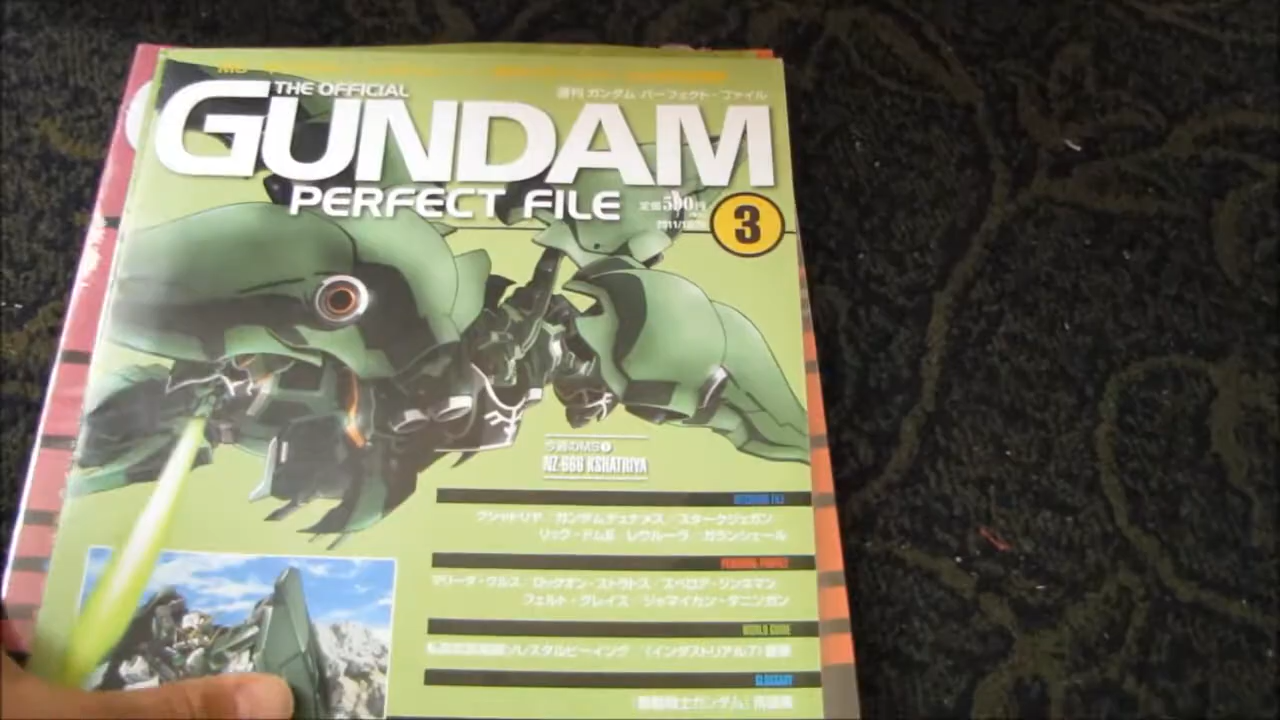 THE OFFICIAL
週刊 ガンダム・パーフェクト・ファイル
GUNDAM
PERFECT FILE
定価590円
3
今週のMS
NZ-666 KSHATRIYA
クシャトリヤ/ガンダムデュナメス/スタークジェガン
リック・ドムⅡ/レウルーラ/ガランシェール
PERSONAL PROFILE
マリーダ・クルス/ロックオン・ストラトス/スベロア・ジンネマン
フェルト・グレイス/ジャマイカン・ダニンガン
WORLD GUIDE
ソレスタルビーイング/《インダストリアル7》
GLOSSARY
『機動戦士ガンダム』用語集